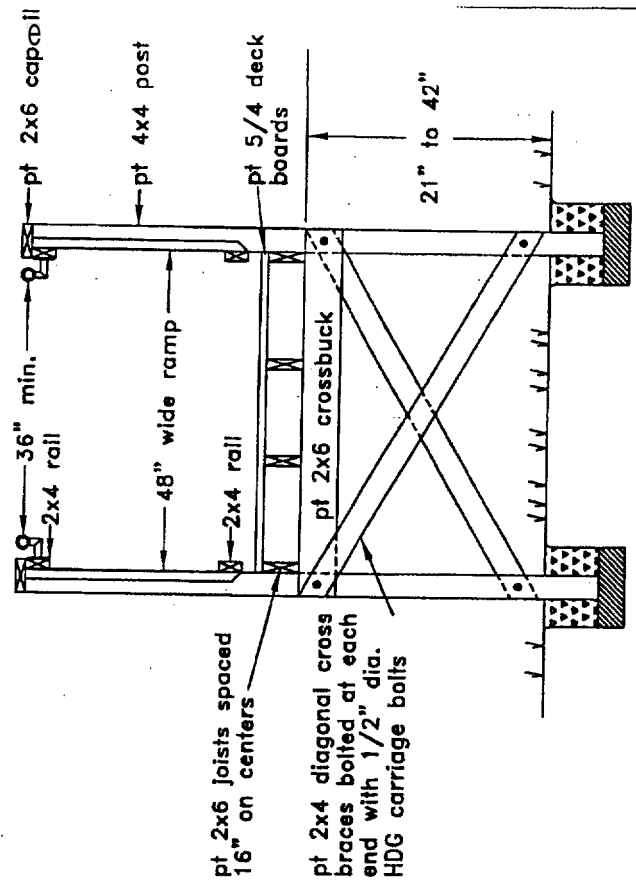 pt 2x6
pt 4x4 post
pt 5/4 deck
boards
36" min.
2x4 rail
48" wide ramp
2x4 rail
pt 2x6 crossbuck
21" to 42"
pt 2x6 joists spaced
16" on centers
pt 2x4 diagonal cross
braces bolted at each
end with 1/2" dia.
HDG carriage bolts